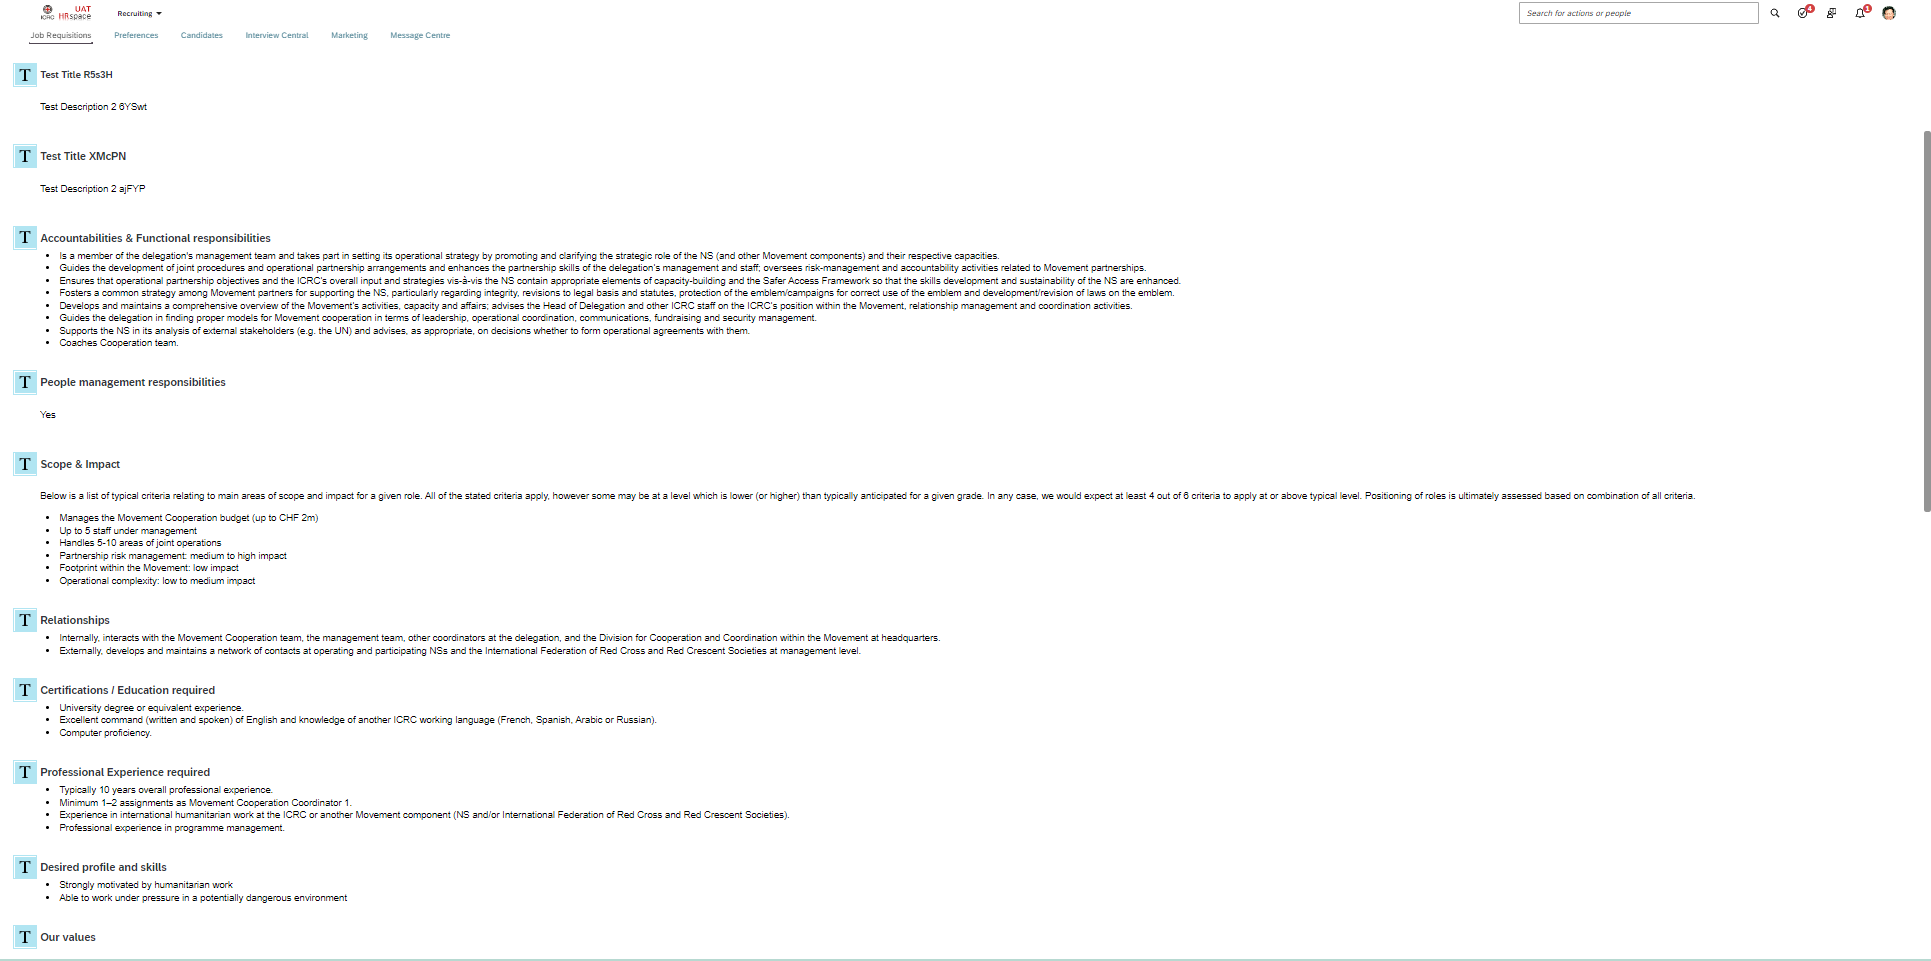 UAT
ICRC HRspace
Recruiting
Search for actions or people
4
1
Job Requisitions
Preferences
Candidates
Interview Central
Marketing
Message Centre
T Test Title R5s3H
Test Description 2 6YSwt
T Test Title XMcPN
Test Description 2 ajFYP
T Accountabilities & Functional responsibilities
• Is a member of the delegation's management team and takes part in setting its operational strategy by promoting and clarifying the strategic role of the NS (and other Movement components) and their respective capacities.
• Guides the development of joint procedures and operational partnership arrangements and enhances the partnership skills of the delegation's management and staff; oversees risk-management and accountability activities related to Movement partnerships.
• Ensures that operational partnership objectives and the ICRC's overall input and strategies vis-à-vis the NS contain appropriate elements of capacity-building and the Safer Access Framework so that the skills development and sustainability of the NS are enhanced.
• Fosters a common strategy among Movement partners for supporting the NS, particularly regarding integrity, revisions to legal basis and statutes, protection of the emblem/campaigns for correct use of the emblem and development/revision of laws on the emblem.
• Develops and maintains a comprehensive overview of the Movement's activities, capacity and affairs; advises the Head of Delegation and other ICRC staff on the ICRC's position within the Movement, relationship management and coordination activities.
• Guides the delegation in finding proper models for Movement cooperation in terms of leadership, operational coordination, communications, fundraising and security management.
• Supports the NS in its analysis of external stakeholders (e.g. the UN) and advises, as appropriate, on decisions whether to form operational agreements with them.
• Coaches Cooperation team.
T People management responsibilities
Yes
T Scope & Impact
Below is a list of typical criteria relating to main areas of scope and impact for a given role. All of the stated criteria apply, however some may be at a level which is lower (or higher) than typically anticipated for a given grade. In any case, we would expect at least 4 out of 6 criteria to apply at or above typical level. Positioning of roles is ultimately assessed based on combination of all criteria.
• Manages the Movement Cooperation budget (up to CHF 2m)
• Up to 5 staff under management
• Handles 5-10 areas of joint operations
• Partnership risk management: medium to high impact
• Footprint within the Movement: low impact
• Operational complexity: low to medium impact
T Relationships
• Internally, interacts with the Movement Cooperation team, the management team, other coordinators at the delegation, and the Division for Cooperation and Coordination within the Movement at headquarters.
• Externally, develops and maintains a network of contacts at operating and participating NSs and the International Federation of Red Cross and Red Crescent Societies at management level.
T Certifications / Education required
• University degree or equivalent experience.
• Excellent command (written and spoken) of English and knowledge of another ICRC working language (French, Spanish, Arabic or Russian).
• Computer proficiency.
T Professional Experience required
• Typically 10 years overall professional experience.
• Minimum 1–2 assignments as Movement Cooperation Coordinator 1.
• Experience in international humanitarian work at the ICRC or another Movement component (NS and/or International Federation of Red Cross and Red Crescent Societies).
• Professional experience in programme management.
T Desired profile and skills
• Strongly motivated by humanitarian work
• Able to work under pressure in a potentially dangerous environment
T Our values